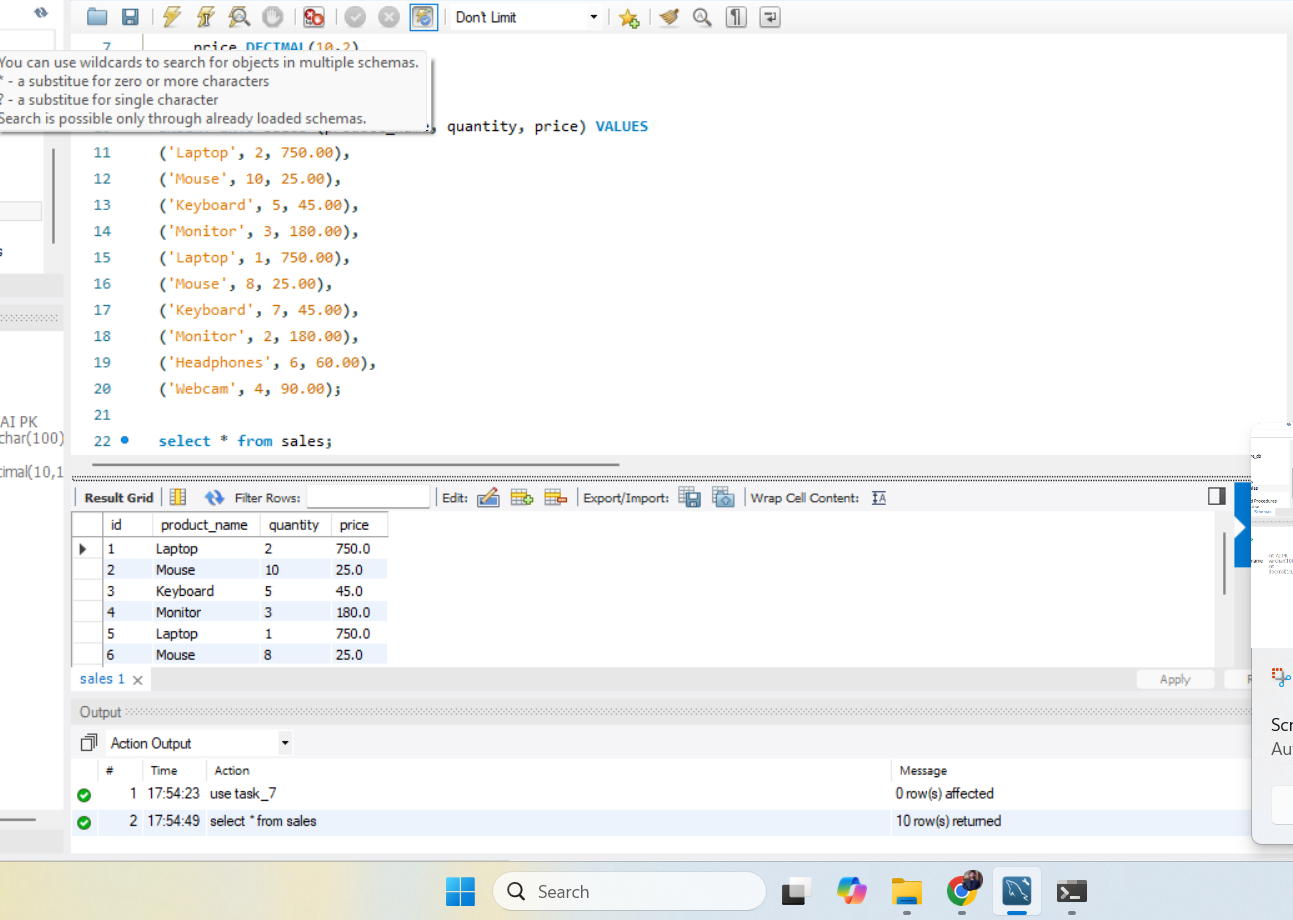 Don't Limit
7 price DECIMAL(10,2)
You can use wildcards to search for objects in multiple schemas.
* - a substitue for zero or more characters
? - a substitue for single character
Search is possible only through already loaded schemas.
quantity, price) VALUES
11 ('Laptop', 2, 750.00),
12 ('Mouse', 10, 25.00),
13 ('Keyboard', 5, 45.00),
14 ('Monitor', 3, 180.00),
15 ('Laptop', 1, 750.00),
16 ('Mouse', 8, 25.00),
17 ('Keyboard', 7, 45.00),
18 ('Monitor', 2, 180.00),
19 ('Headphones', 6, 60.00),
20 ('Webcam', 4, 90.00);
21
22 select * from sales;
AI PK
char(100)
imal(10,1
Result Grid Filter Rows: Edit: Export/Import: Wrap Cell Content:
id product_name quantity price
1 Laptop 2 750.0
2 Mouse 10 25.0
3 Keyboard 5 45.0
4 Monitor 3 180.0
5 Laptop 1 750.0
6 Mouse 8 25.0
sales 1
Apply
Output
Action Output
# Time Action Message
1 17:54:23 use task_7 0 row(s) affected
2 17:54:49 select * from sales 10 row(s) returned
Scr
Au
Search